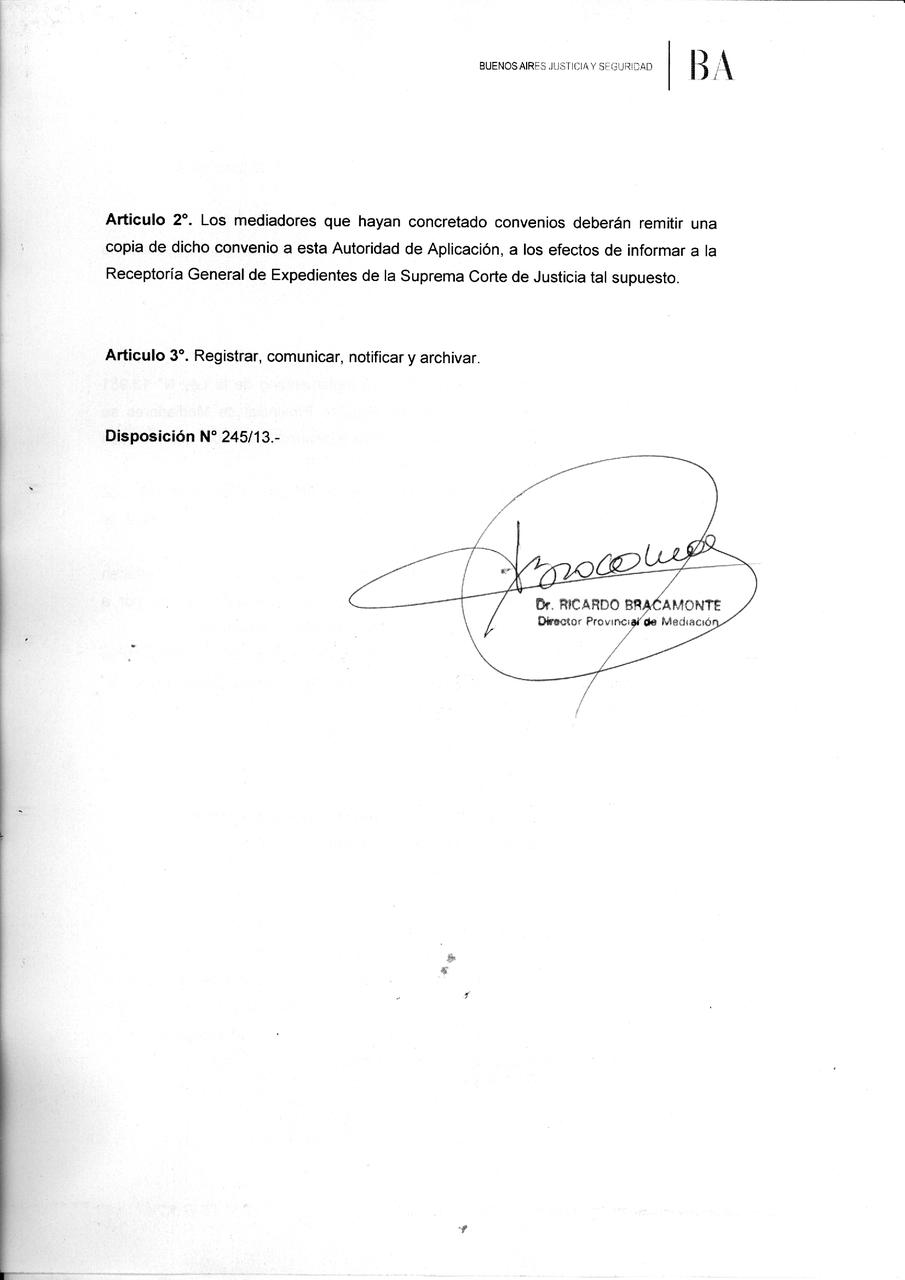 BUENOS AIRES JUSTICIA Y SEGURIDAD
BA
Articulo 2°. Los mediadores que hayan concretado convenios deberán remitir una
copia de dicho convenio a esta Autoridad de Aplicación, a los efectos de informar a la
Receptoría General de Expedientes de la Suprema Corte de Justicia tal supuesto.
Articulo 3°. Registrar, comunicar, notificar y archivar.
Disposición N° 245/13.-
Dr. RICARDO BRACAMONTE
Director Provincial de Mediación